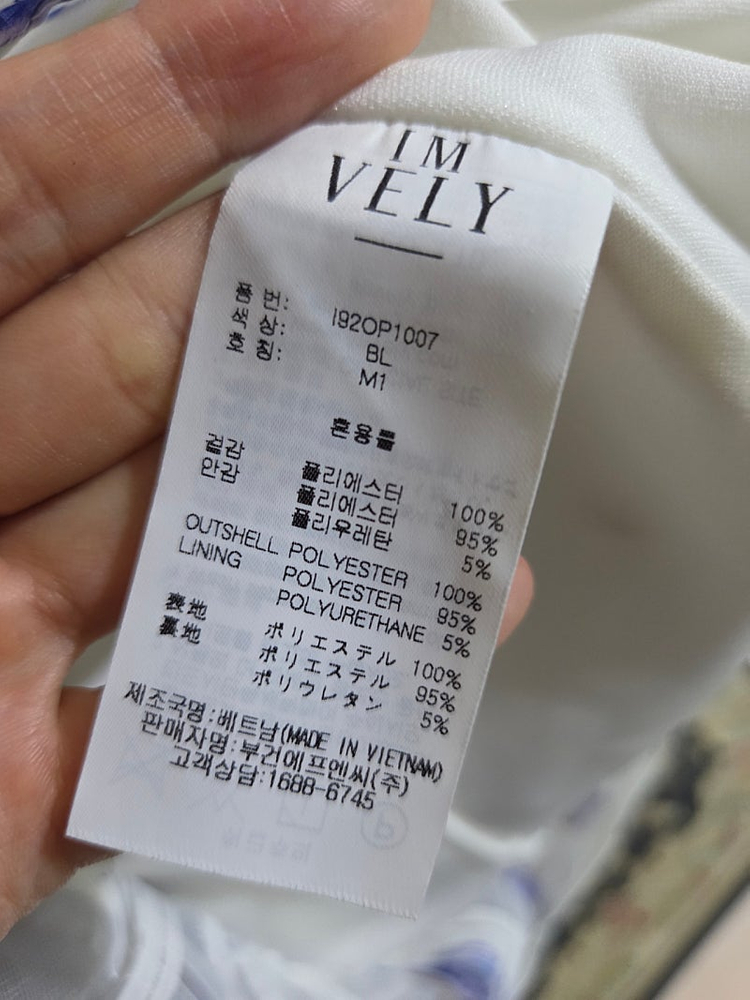 IM
VELY
품 번: I92OP1007
색 상: BL
호 칭: M1
혼용률
겉감 폴리에스터 100%
안감 폴리에스터 95%
폴리우레탄 5%
OUTSHELL POLYESTER 100%
LINING POLYESTER 95%
POLYURETHANE 5%
表地 ポリエステル 100%
裏地 ポリエステル 95%
ポリウレタン 5%
제조국명:베트남(MADE IN VIETNAM)
판매자명:부건에프엔씨(주)
고객상담:1688-6745